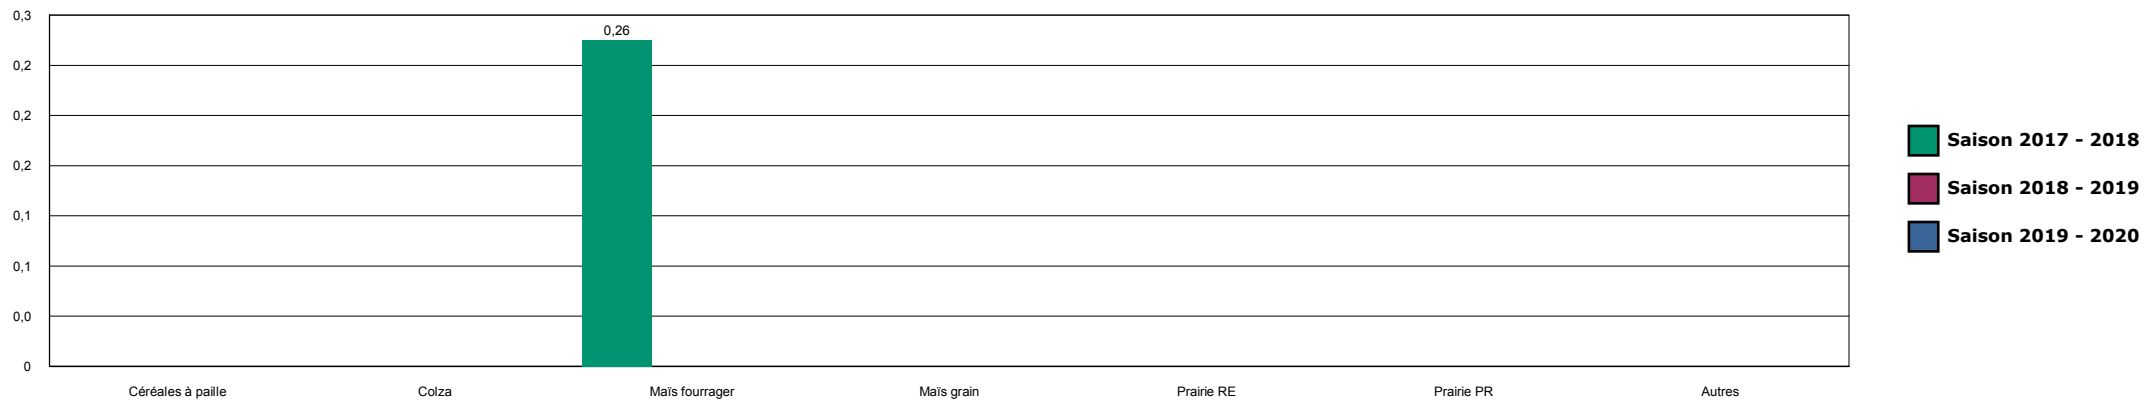 0,3
0,26
0,2
0,2
0,2
0,1
0,1
0,0
0
Céréales à paille
Colza
Maïs fourrager
Maïs grain
Prairie RE
Prairie PR
Autres
Saison 2017 - 2018
Saison 2018 - 2019
Saison 2019 - 2020